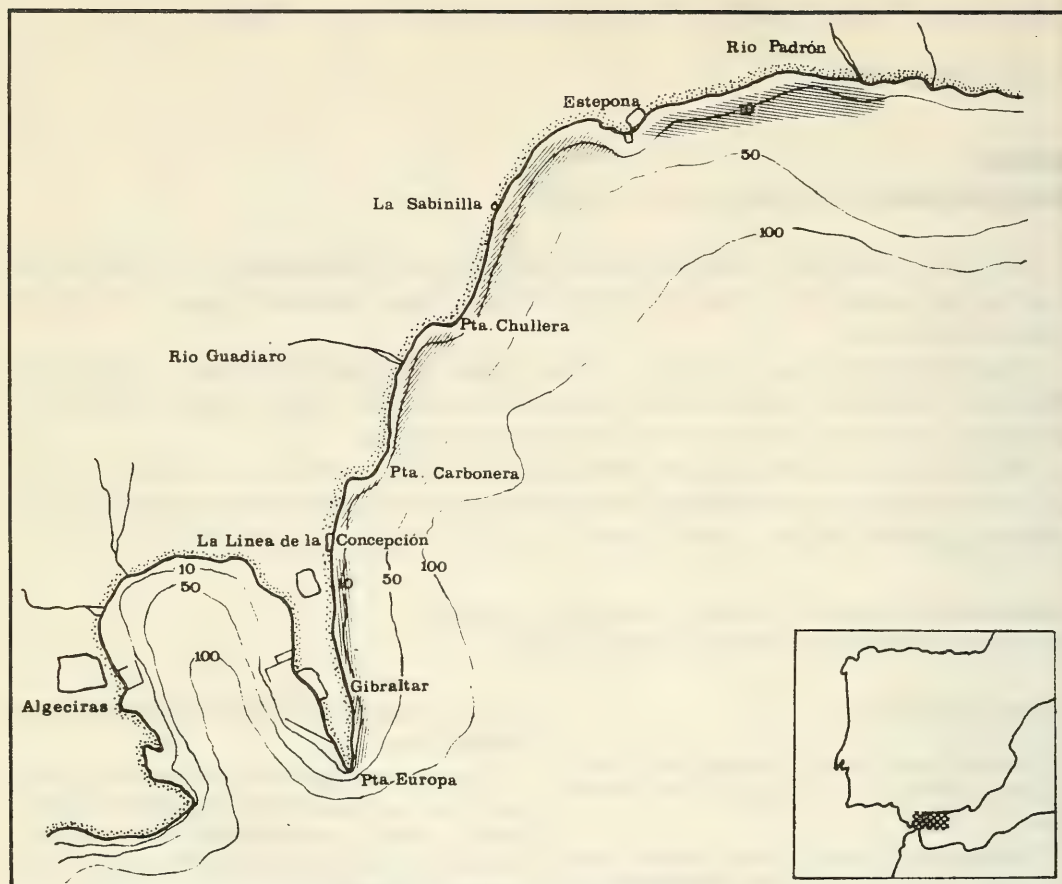 Rio Padrón
Estepona
10
50
La Sabinilla
100
Pta. Chullera
Rio Guadiaro
Pta. Carbonera
La Linea de la Concepción
10
50
10
50
100
100
Gibraltar
Algeciras
Pta. Europa